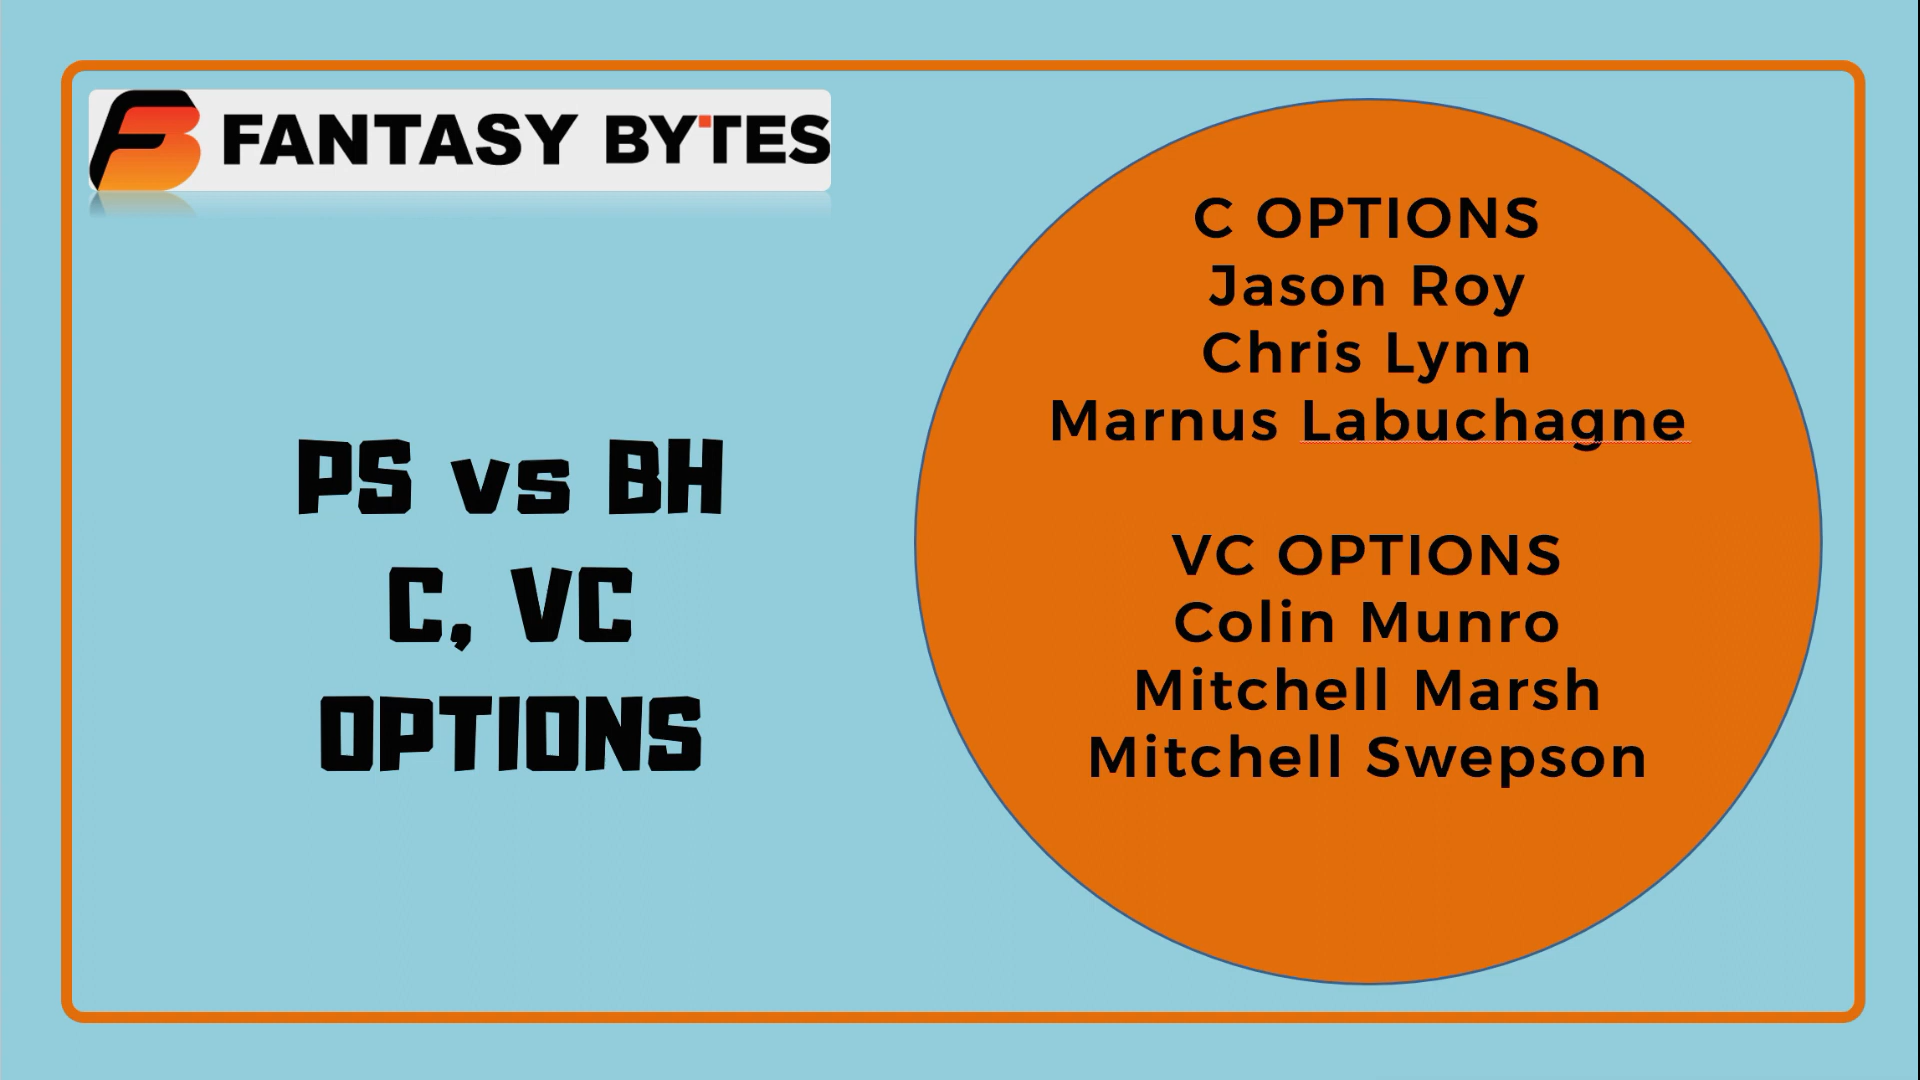 FANTASY BYTES
PS vs BH
C, VC
OPTIONS
C OPTIONS
Jason Roy
Chris Lynn
Marnus Labuchagne
VC OPTIONS
Colin Munro
Mitchell Marsh
Mitchell Swepson